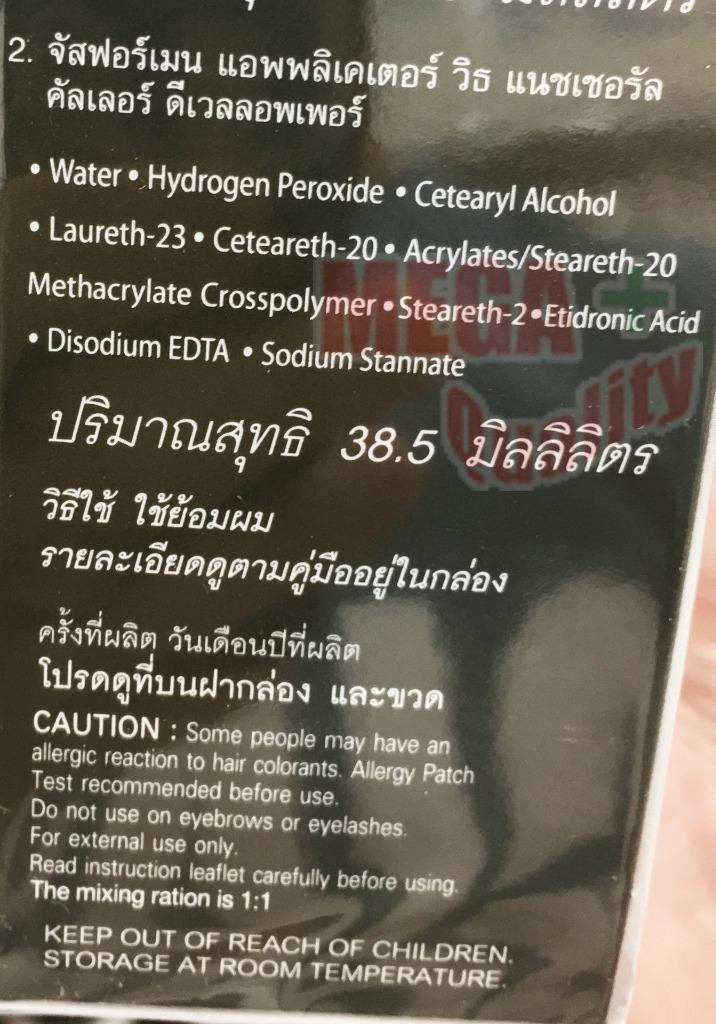 2. จัสฟอร์เมน แอพพลิเคเตอร์ วิธ แนชเชอรัล
คัลเลอร์ ดีเวลลอพเพอร์
• Water • Hydrogen Peroxide • Cetearyl Alcohol
• Laureth-23 • Ceteareth-20 • Acrylates/Steareth-20
Methacrylate Crosspolymer • Steareth-2 • Etidronic Acid
• Disodium EDTA • Sodium Stannate
MEGA +
Quality
ปริมาณสุทธิ 38.5 มิลลิลิตร
วิธีใช้ ใช้ย้อมผม
รายละเอียดดูตามคู่มืออยู่ในกล่อง
ครั้งที่ผลิต วันเดือนปีที่ผลิต
โปรดดูที่บนฝากล่อง และขวด
CAUTION : Some people may have an
allergic reaction to hair colorants. Allergy Patch
Test recommended before use.
Do not use on eyebrows or eyelashes.
For external use only.
Read instruction leaflet carefully before using.
The mixing ration is 1:1
KEEP OUT OF REACH OF CHILDREN.
STORAGE AT ROOM TEMPERATURE.